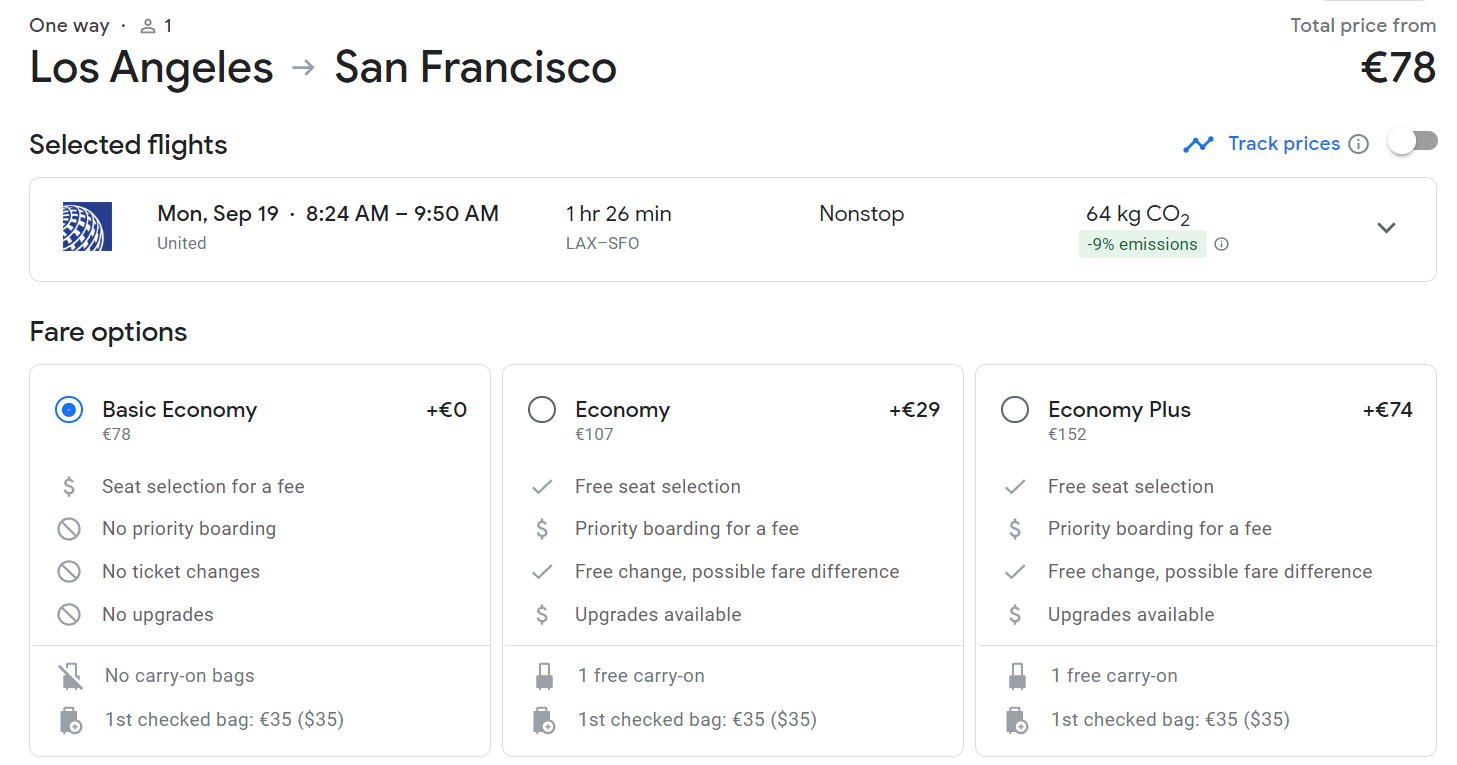 One way · 1
Total price from
Los Angeles → San Francisco
€78
Selected flights
Track prices
Mon, Sep 19 · 8:24 AM – 9:50 AM
1 hr 26 min
Nonstop
64 kg CO2
United
LAX–SFO
-9% emissions
Fare options
Basic Economy
+€0
€78
$ Seat selection for a fee
No priority boarding
No ticket changes
No upgrades
No carry-on bags
1st checked bag: €35 ($35)
Economy
+€29
€107
Free seat selection
$ Priority boarding for a fee
Free change, possible fare difference
$ Upgrades available
1 free carry-on
1st checked bag: €35 ($35)
Economy Plus
+€74
€152
Free seat selection
$ Priority boarding for a fee
Free change, possible fare difference
$ Upgrades available
1 free carry-on
1st checked bag: €35 ($35)